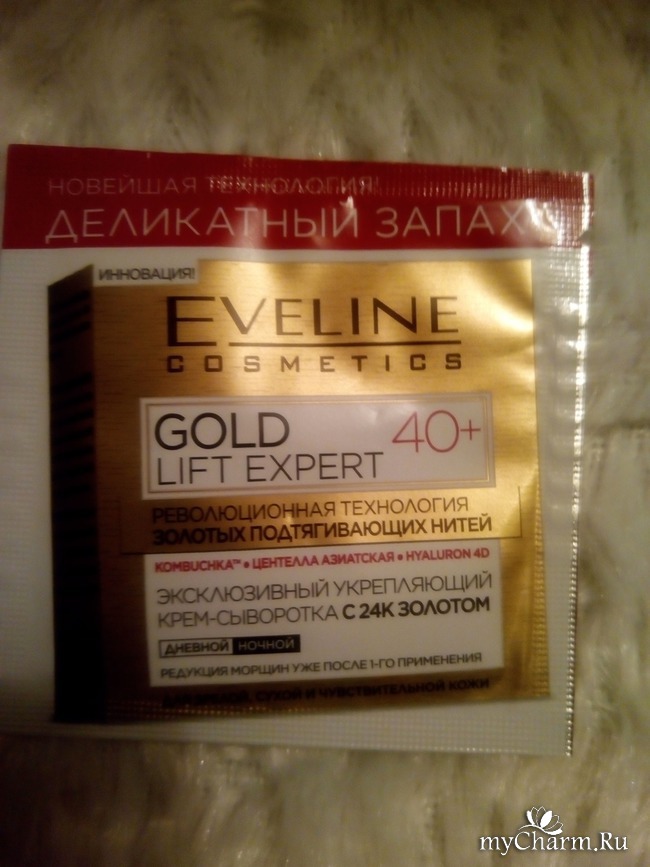 НОВЕЙШАЯ ТЕХНОЛОГИЯ!
ДЕЛИКАТНЫЙ ЗАПАХ
ИННОВАЦИЯ!
EVELINE
COSMETICS
GOLD 40+
LIFT EXPERT
РЕВОЛЮЦИОННАЯ ТЕХНОЛОГИЯ
ЗОЛОТЫХ ПОДТЯГИВАЮЩИХ НИТЕЙ
KOMBUCHKA™ • ЦЕНТЕЛЛА АЗИАТСКАЯ • HYALURON 4D
ЭКСКЛЮЗИВНЫЙ УКРЕПЛЯЮЩИЙ
КРЕМ-СЫВОРОТКА С 24К ЗОЛОТОМ
ДНЕВНОЙ НОЧНОЙ
РЕДУКЦИЯ МОРЩИН УЖЕ ПОСЛЕ 1-ГО ПРИМЕНЕНИЯ
ДЛЯ ЗРЕЛОЙ, СУХОЙ И ЧУВСТВИТЕЛЬНОЙ КОЖИ
myCharm.Ru